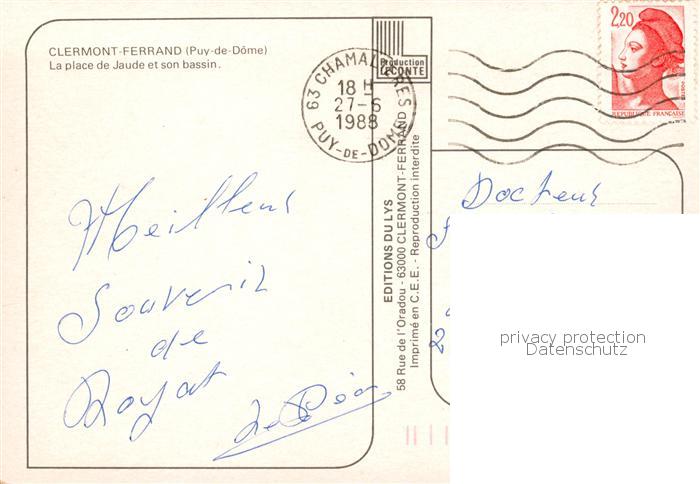 CLERMONT-FERRAND (Puy-de-Dôme)
La place de Jaude et son bassin.
Meilleur
Souvenir
de
Royat
Production
LECONTE
EDITIONS DU LYS
58 Rue de l'Oradou - 63000 CLERMONT-FERRAND
Imprimé en C.E.E. - Reproduction interdite
63 CHAMALIERES
18 H
27-6
1988
PUY-DE-DOME
2,20
REPUBLIQUE FRANÇAISE
Docteur
privacy protection
Datenschutz